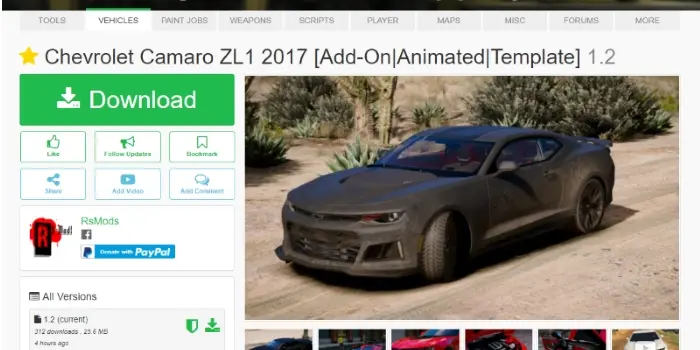 TOOLS VEHICLES PAINT JOBS WEAPONS SCRIPTS PLAYER MAPS MISC FORUMS MORE
Chevrolet Camaro ZL1 2017 [Add-On|Animated|Template] 1.2
Download
Like Follow Updates Bookmark
Share Add Video Add Comment
RsMods
Donate with PayPal
All Versions
1.2 (current)
312 downloads , 25.6 MB
4 hours ago